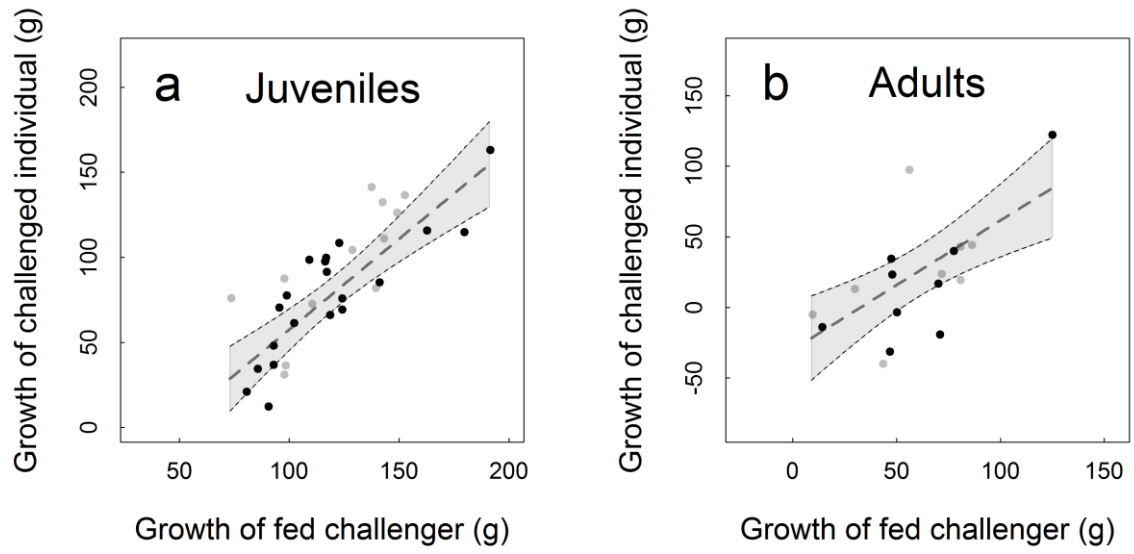 a Juveniles
Growth of challenged individual (g)
200
150
100
50
0
50 100 150 200
Growth of fed challenger (g)
b Adults
Growth of challenged individual (g)
150
100
50
0
-50
0 50 100 150
Growth of fed challenger (g)